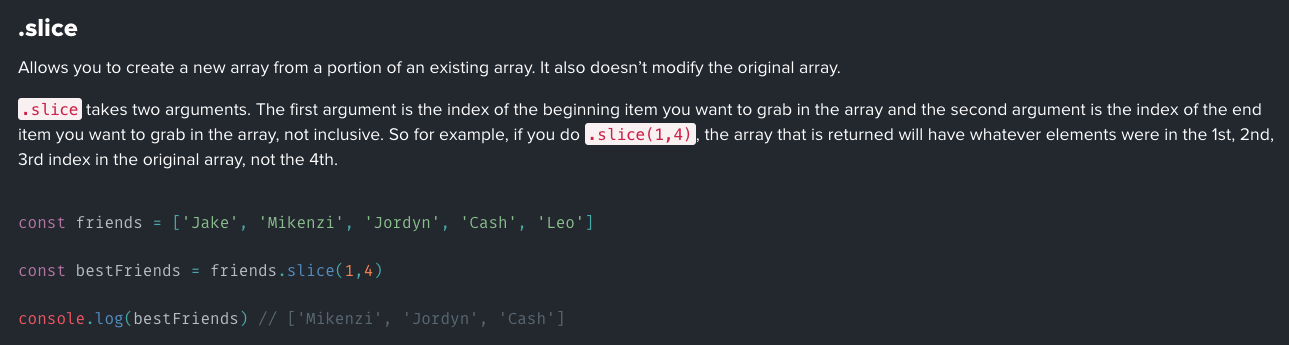 .slice
Allows you to create a new array from a portion of an existing array. It also doesn’t modify the original array.
.slice takes two arguments. The first argument is the index of the beginning item you want to grab in the array and the second argument is the index of the end
item you want to grab in the array, not inclusive. So for example, if you do .slice(1,4), the array that is returned will have whatever elements were in the 1st, 2nd,
3rd index in the original array, not the 4th.
const friends = ['Jake', 'Mikenzi', 'Jordyn', 'Cash', 'Leo']
const bestFriends = friends.slice(1,4)
console.log(bestFriends) // ['Mikenzi', 'Jordyn', 'Cash']